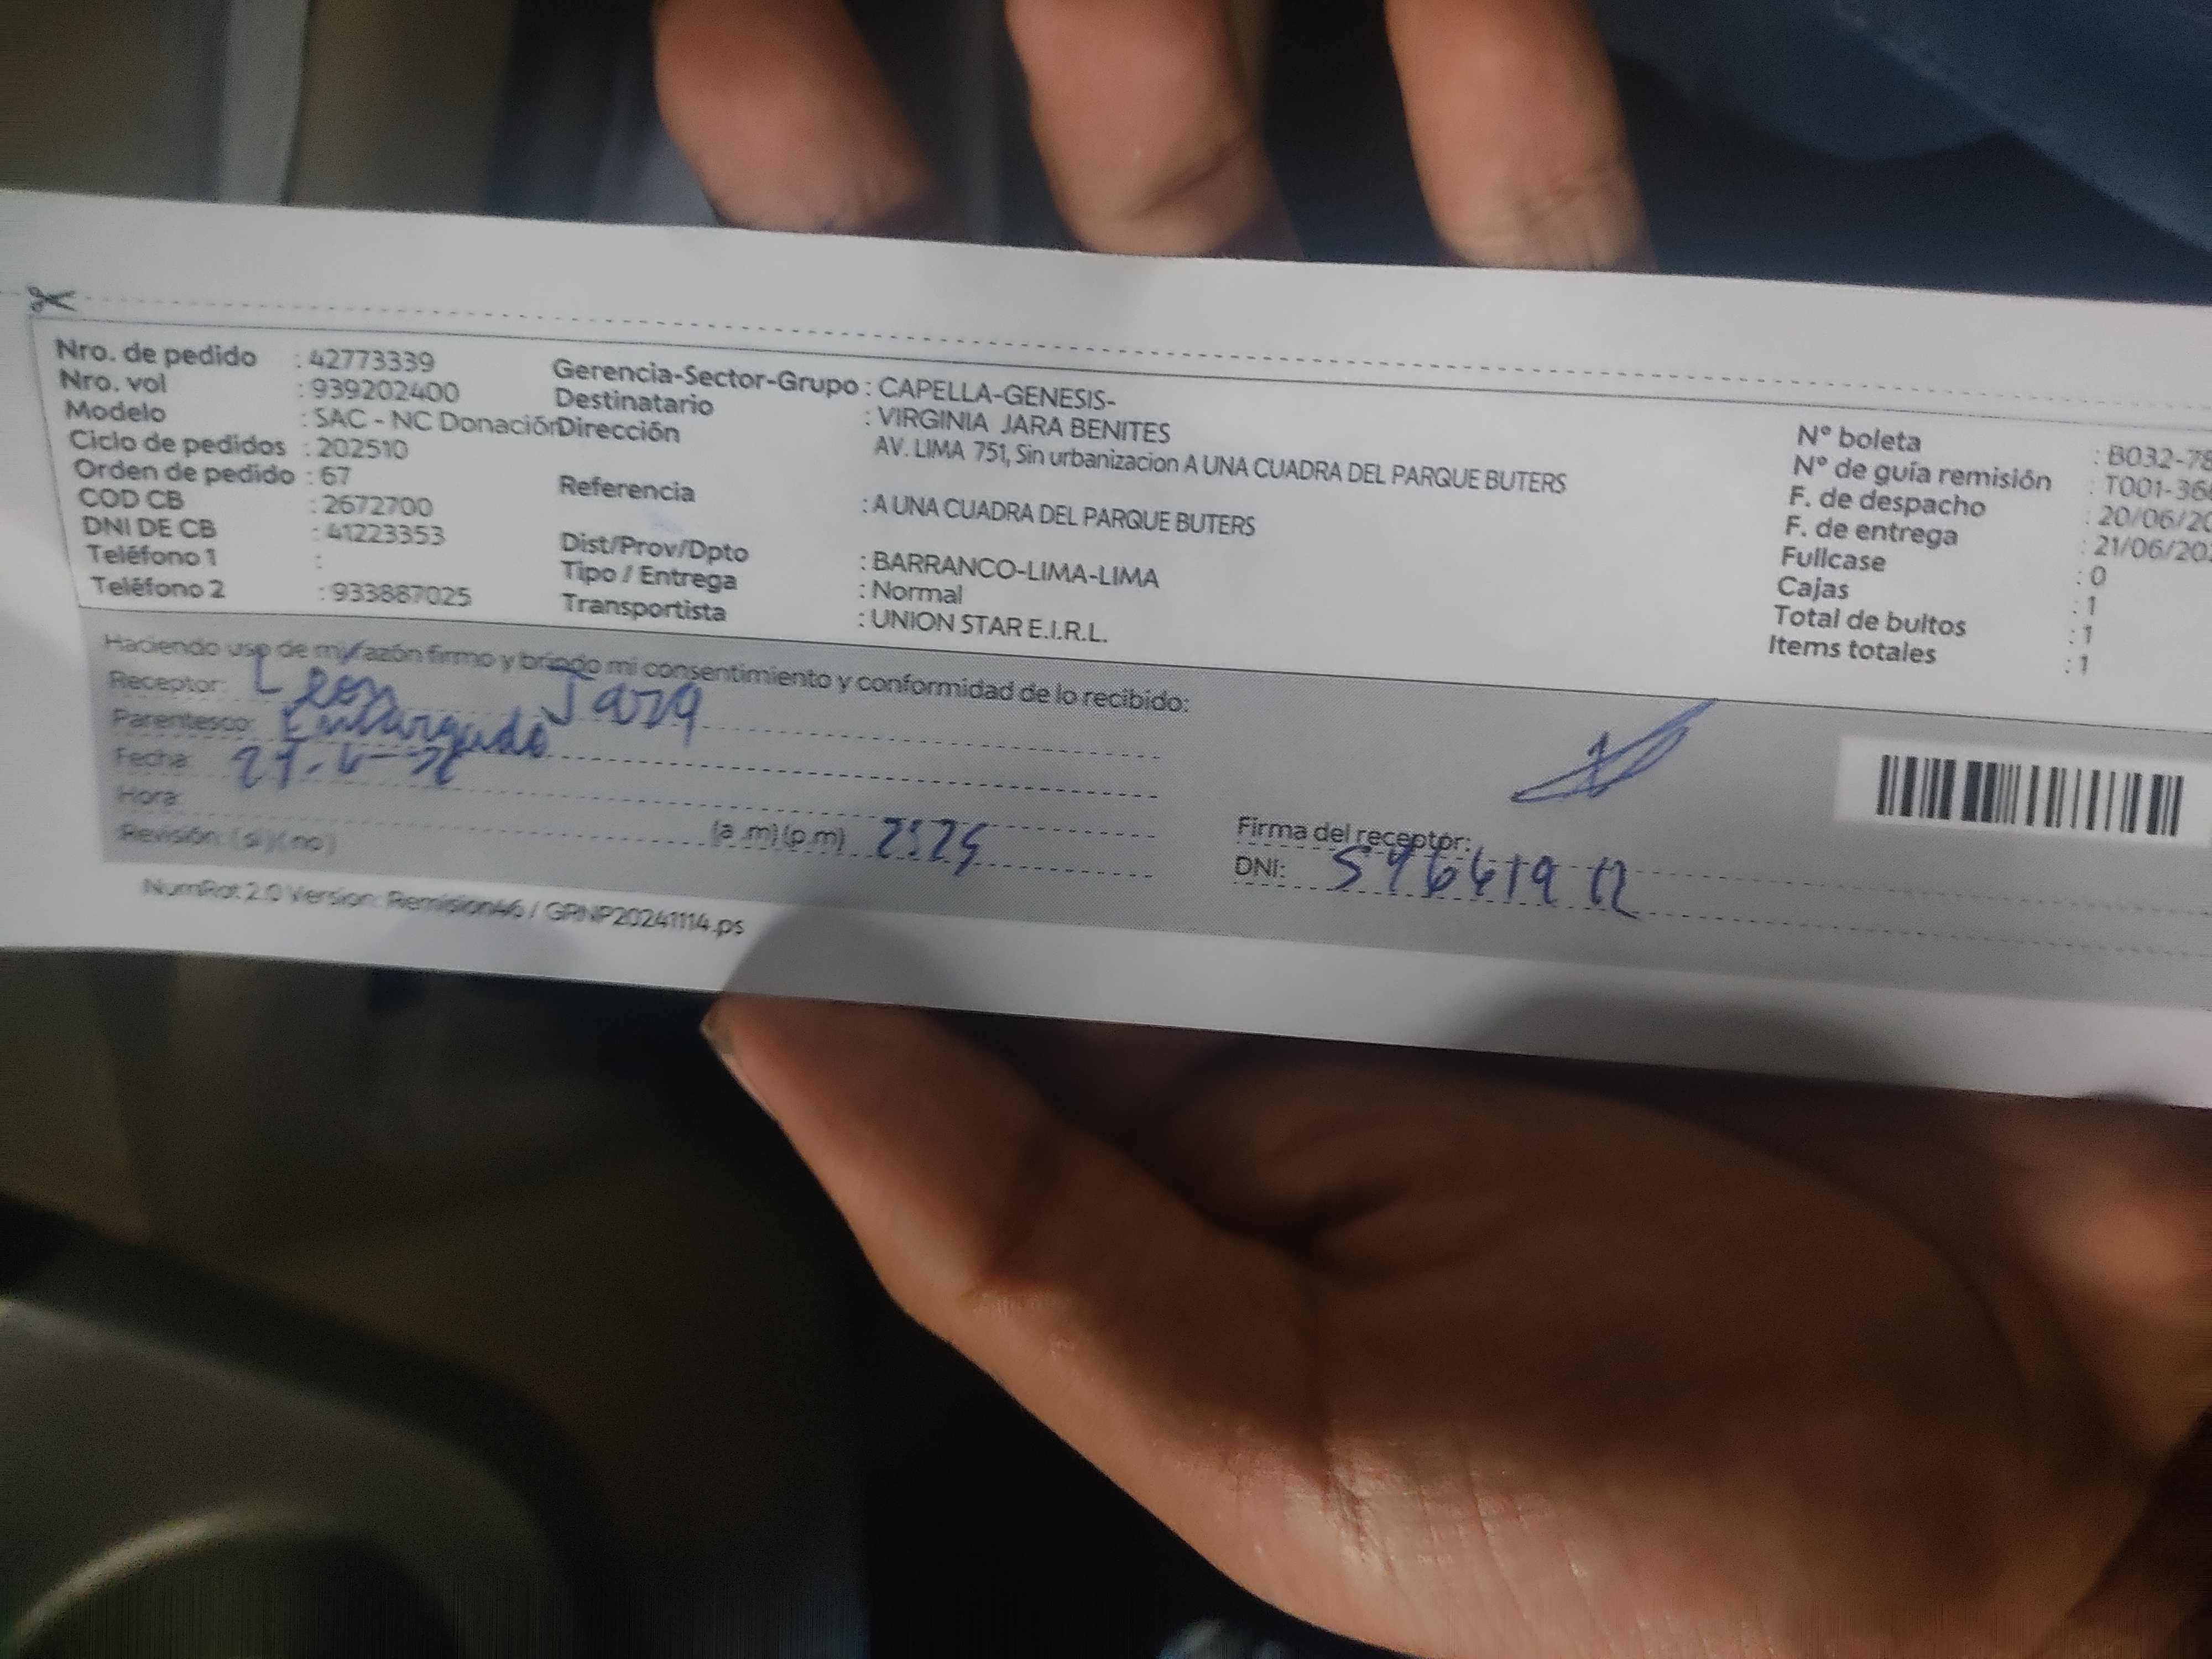 Nro. de pedido : 42773339
Nro. vol : 939202400
Modelo : SAC - NC Donación
Ciclo de pedidos : 202510
Orden de pedido : 67
COD CB : 2672700
DNI DE CB : 41223353
Teléfono 1 :
Teléfono 2 : 933887025
Gerencia-Sector-Grupo : CAPELLA-GENESIS-
Destinatario : VIRGINIA JARA BENITES
Dirección AV. LIMA 751, Sin urbanizacion A UNA CUADRA DEL PARQUE BUTERS
Referencia : A UNA CUADRA DEL PARQUE BUTERS
Dist/Prov/Dpto : BARRANCO-LIMA-LIMA
Tipo / Entrega : Normal
Transportista : UNION STAR E.I.R.L.
N° boleta : B032-78
N° de guía remisión : T001-36
F. de despacho : 20/06/20
F. de entrega : 21/06/20
Fullcase : 0
Cajas : 1
Total de bultos : 1
Items totales : 1
Haciendo uso de mi razón firmo y brindo mi consentimiento y conformidad de lo recibido:
Receptor: Leon Jara
Parentesco: Encargado
Fecha:
Hora: (a.m)(p.m)
Revisión: (si)(no)
Firma del receptor:
DNI:
NumRot 2.0 Version: Remision46 / GRNP20241114.ps